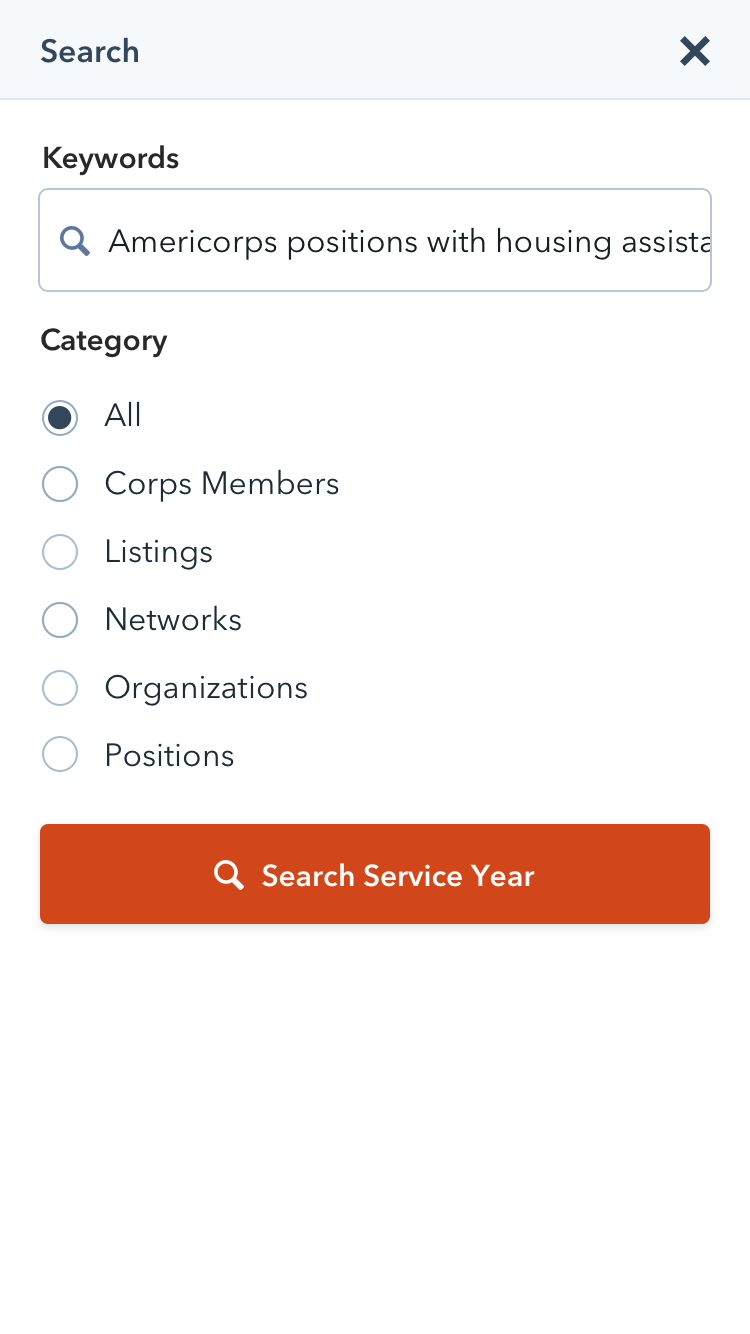 Search
Keywords
Americorps positions with housing assista
Category
All
Corps Members
Listings
Networks
Organizations
Positions
Search Service Year